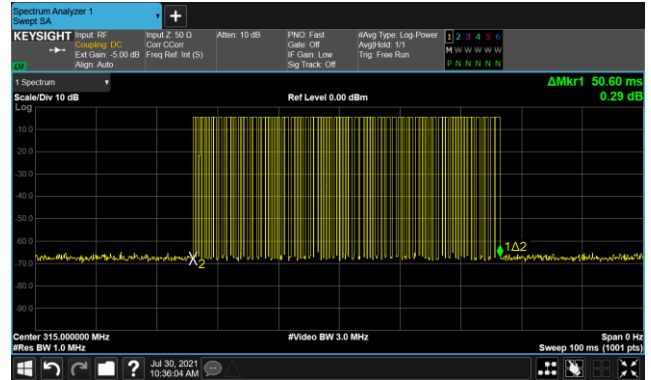 Spectrum Analyzer 1
Swept SA
+
KEYSIGHT
Input: RF
Coupling: DC
Ext Gain: -5.00 dB
Align: Auto
Input Z: 50 Ω
Corr CCorr
Freq Ref: Int (S)
Atten: 10 dB
PNO: Fast
Gate: Off
IF Gain: Low
Sig Track: Off
#Avg Type: Log-Power
Avg|Hold: 1/1
Trig: Free Run
1 2 3 4 5 6
M W W W W W
P N N N N N
1 Spectrum
ΔMkr1 50.60 ms
Scale/Div 10 dB
Ref Level 0.00 dBm
0.29 dB
Log
-10.0
-20.0
-30.0
-40.0
-50.0
-60.0
-70.0
-80.0
-90.0
1Δ2
X2
Center 315.000000 MHz
#Video BW 3.0 MHz
Span 0 Hz
#Res BW 1.0 MHz
Sweep 100 ms (1001 pts)
?
Jul 30, 2021
10:36:04 AM